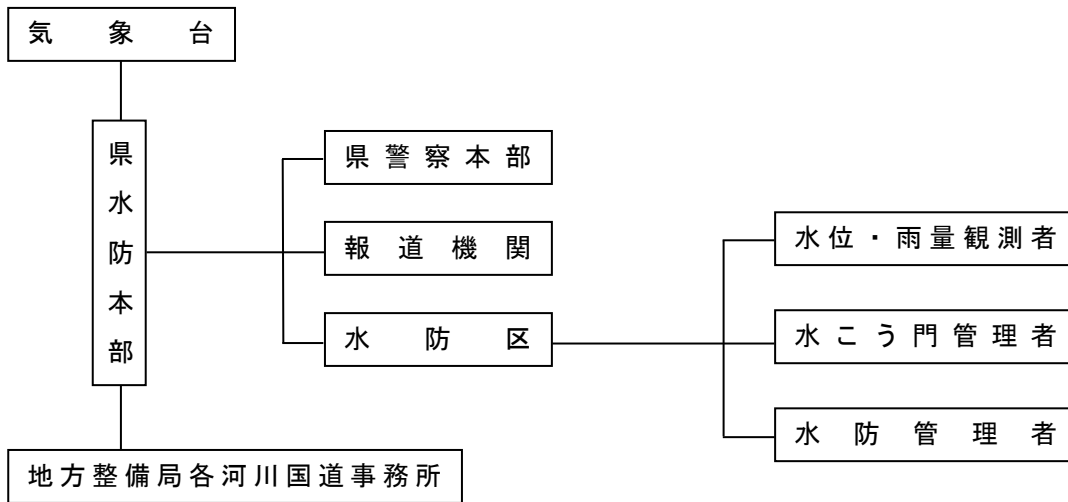 気象台
県水防本部
県警察本部
報道機関
水防区
水位・雨量観測者
水こう門管理者
水防管理者
地方整備局各河川国道事務所